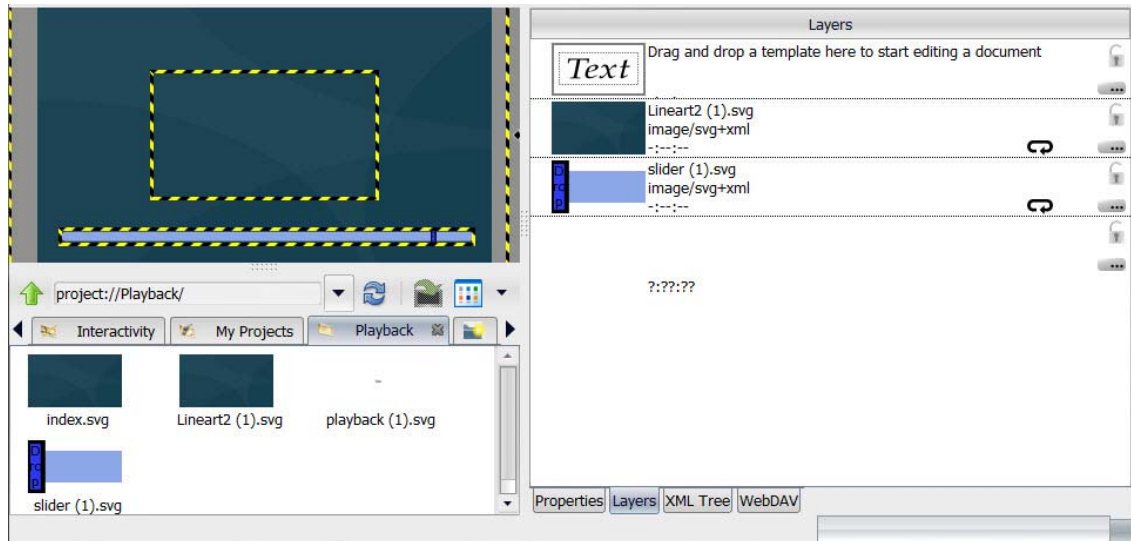 Layers
Text
Drag and drop a template here to start editing a document
Lineart2 (1).svg
image/svg+xml
-:--:--
D
ro
p
slider (1).svg
image/svg+xml
-:--:--
?:??:??
project://Playback/
Interactivity
My Projects
Playback
index.svg
Lineart2 (1).svg
playback (1).svg
D
ro
p
slider (1).svg
Properties
Layers
XML Tree
WebDAV